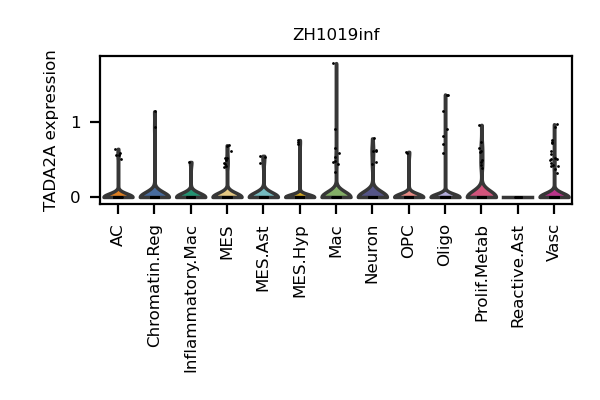 ZH1019inf
TADA2A expression
1
0
AC
Chromatin.Reg
Inflammatory.Mac
MES
MES.Ast
MES.Hyp
Mac
Neuron
OPC
Oligo
Prolif.Metab
Reactive.Ast
Vasc